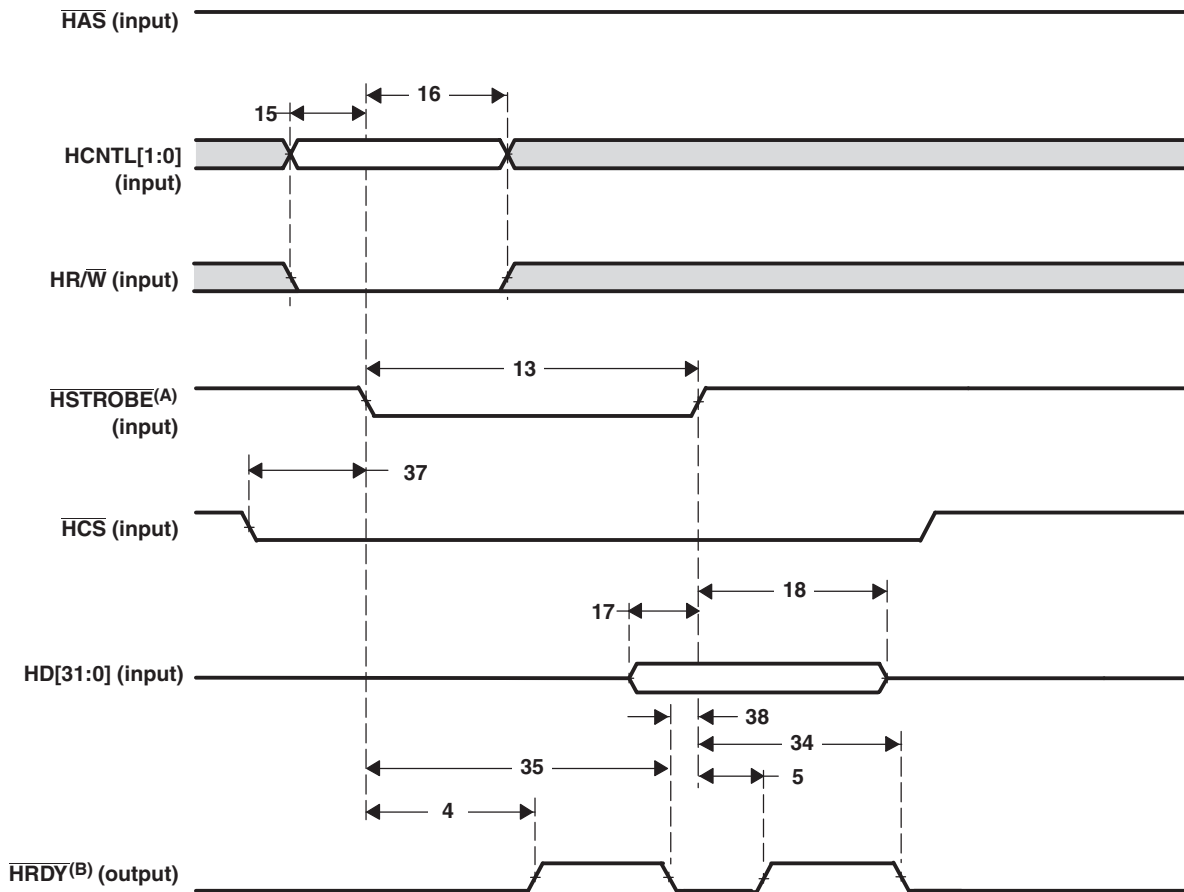 HAS (input)
15
16
HCNTL[1:0]
(input)
HR/W (input)
13
HSTROBE(A)
(input)
37
HCS (input)
18
17
HD[31:0] (input)
38
34
35
5
4
HRDY(B) (output)